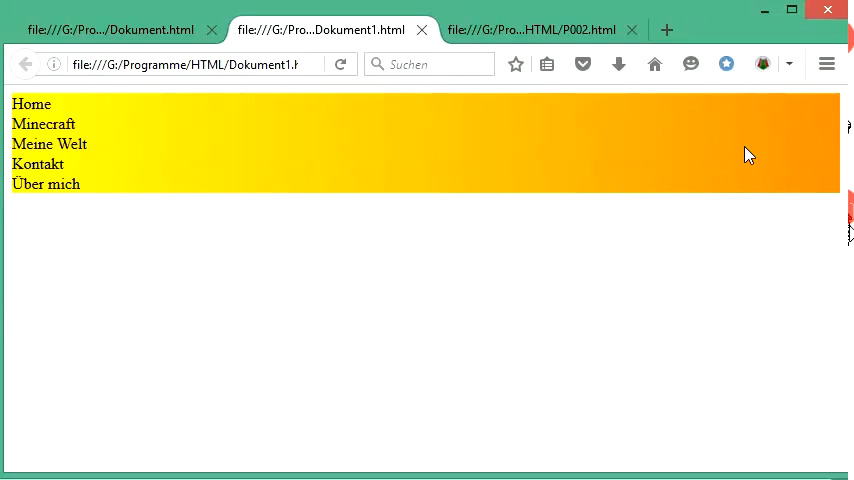 file:///G:/Pro.../Dokument.html
file:///G:/Pro...Dokument1.html
file:///G:/Pro...HTML/P002.html
file:///G:/Programme/HTML/Dokument1.h
Suchen
Home
Minecraft
Meine Welt
Kontakt
Über mich